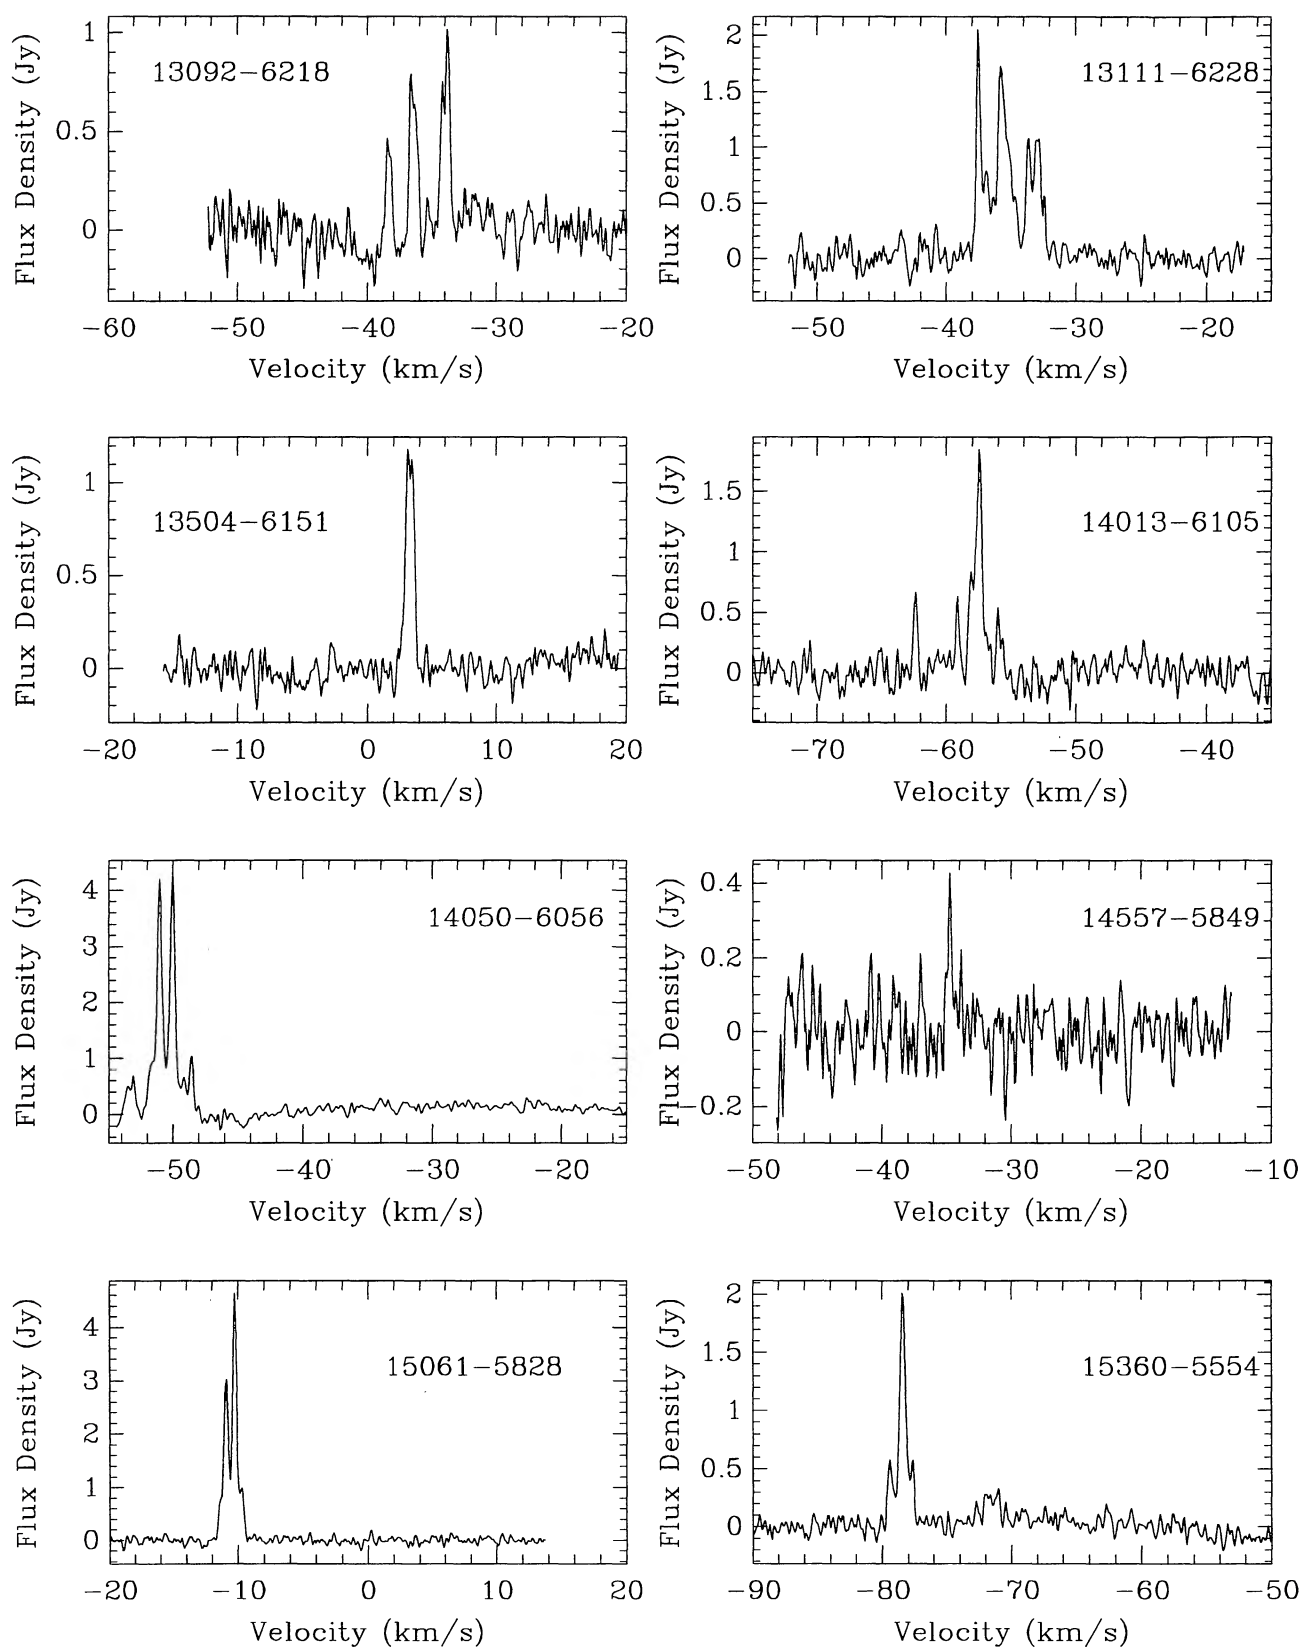 Flux Density (Jy)
1
0.5
0
13092−6218
−60 −50 −40 −30 −20
Velocity (km/s)
Flux Density (Jy)
2
1.5
1
0.5
0
13111−6228
−50 −40 −30 −20
Velocity (km/s)
Flux Density (Jy)
1
0.5
0
13504−6151
−20 −10 0 10 20
Velocity (km/s)
Flux Density (Jy)
1.5
1
0.5
0
14013−6105
−70 −60 −50 −40
Velocity (km/s)
Flux Density (Jy)
4
3
2
1
0
14050−6056
−50 −40 −30 −20
Velocity (km/s)
Flux Density (Jy)
0.4
0.2
0
−0.2
14557−5849
−50 −40 −30 −20 −10
Velocity (km/s)
Flux Density (Jy)
4
3
2
1
0
15061−5828
−20 −10 0 10 20
Velocity (km/s)
Flux Density (Jy)
2
1.5
1
0.5
0
15360−5554
−90 −80 −70 −60 −50
Velocity (km/s)